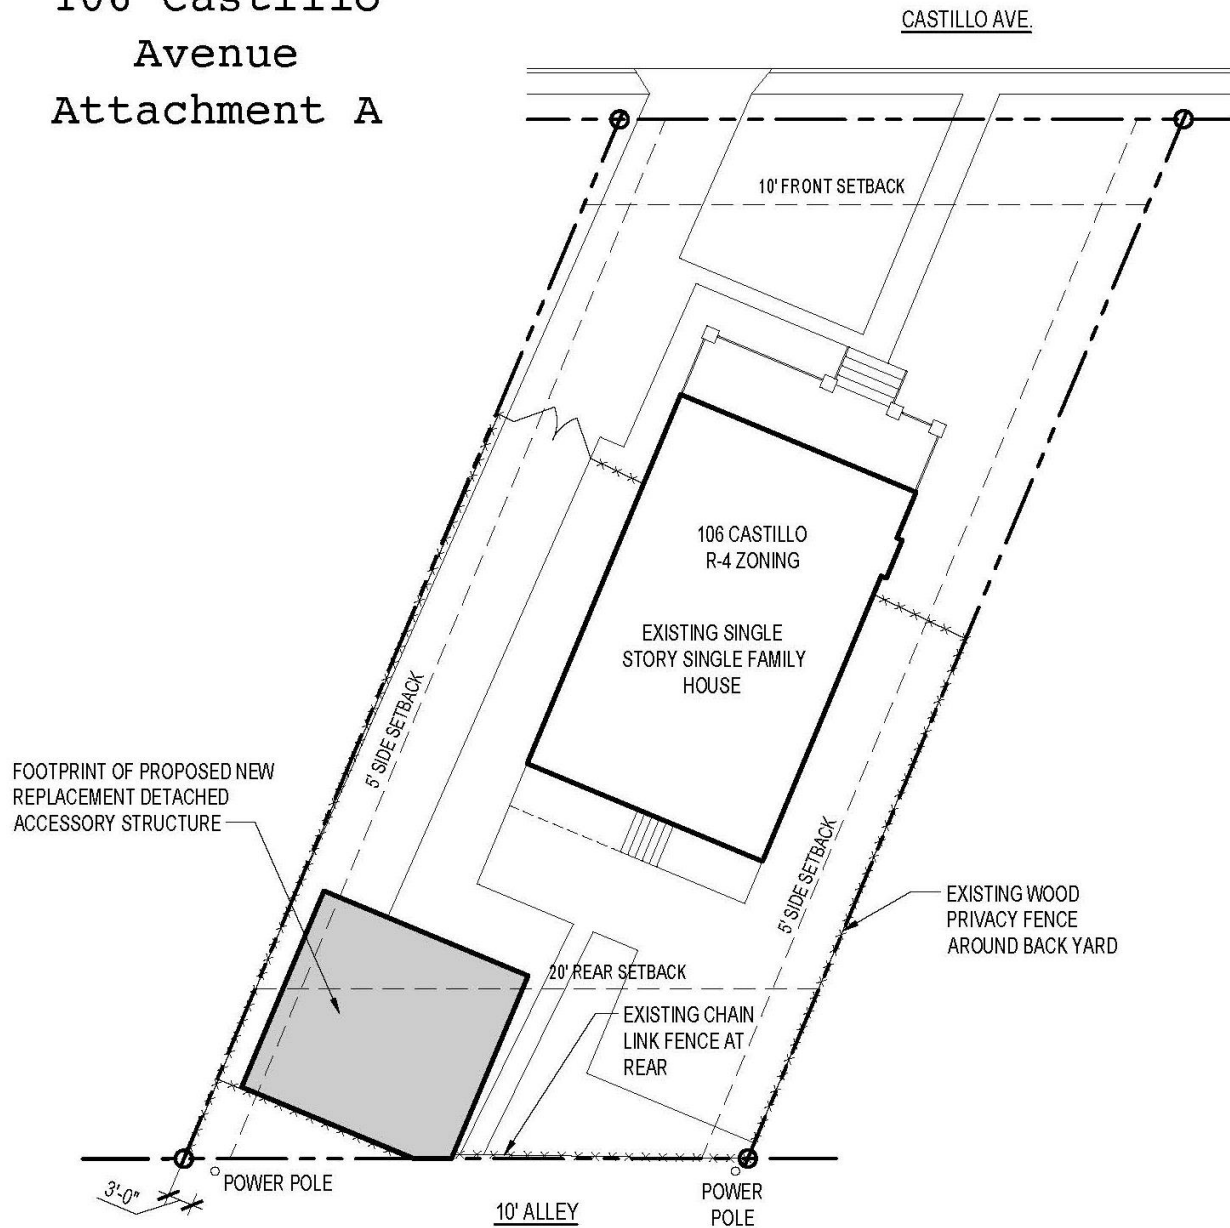 106 Castillo
Avenue
Attachment A
CASTILLO AVE.
10' FRONT SETBACK
106 CASTILLO
R-4 ZONING
EXISTING SINGLE
STORY SINGLE FAMILY
HOUSE
5' SIDE SETBACK
FOOTPRINT OF PROPOSED NEW
REPLACEMENT DETACHED
ACCESSORY STRUCTURE
5' SIDE SETBACK
EXISTING WOOD
PRIVACY FENCE
AROUND BACK YARD
20' REAR SETBACK
EXISTING CHAIN
LINK FENCE AT
REAR
3'-0"
POWER POLE
POWER
POLE
10' ALLEY